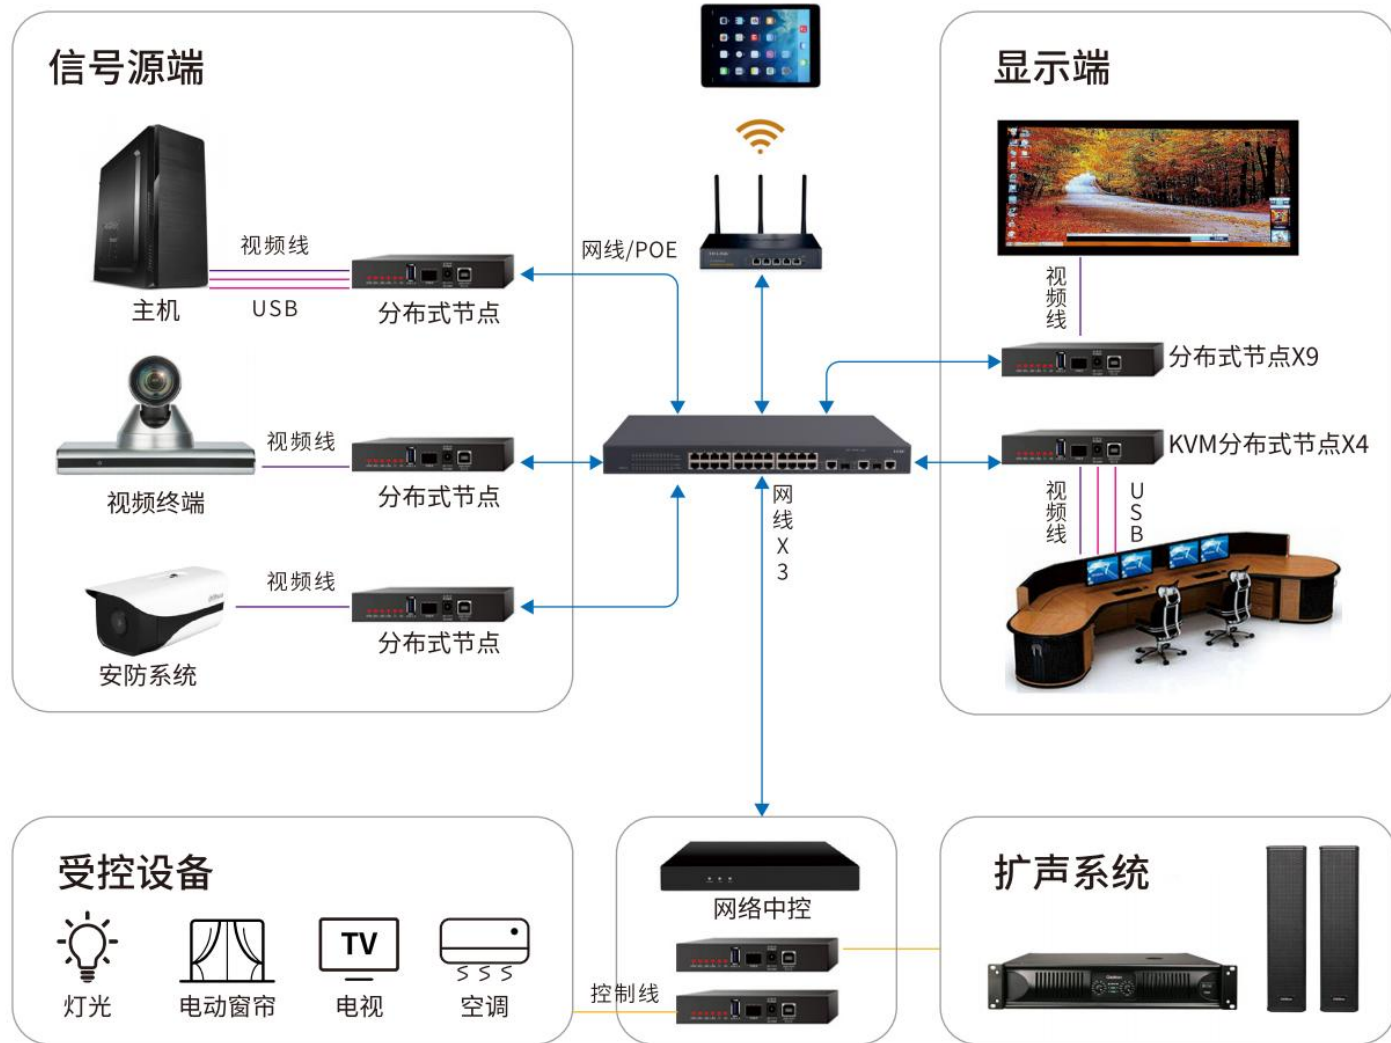 信号源端
主机
视频线
USB
分布式节点
视频终端
视频线
分布式节点
安防系统
视频线
分布式节点
网线/POE
网线X3
显示端
视频线
分布式节点X9
KVM分布式节点X4
视频线
USB
受控设备
灯光
电动窗帘
TV
电视
空调
控制线
网络中控
扩声系统